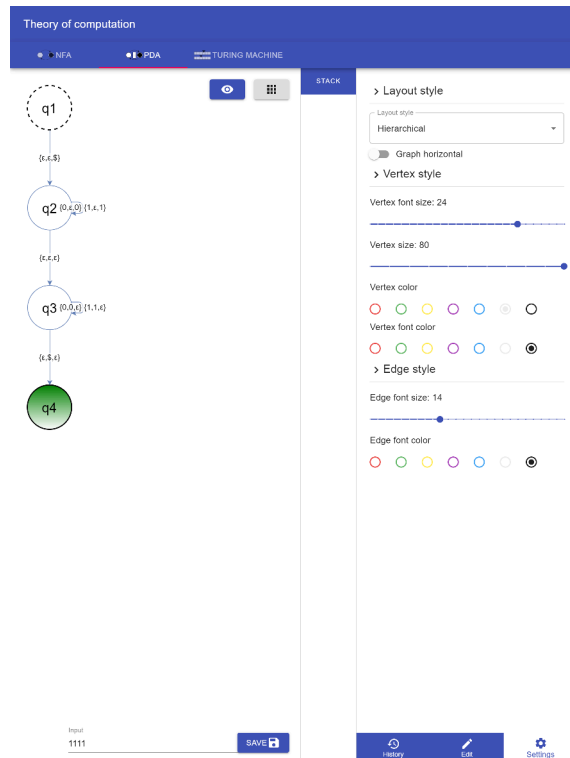 Theory of computation
NFA
PDA
TURING MACHINE
STACK
q1
{ε,ε,$}
q2
{0,ε,0}
{1,ε,1}
{ε,ε,ε}
q3
{0,0,ε}
{1,1,ε}
{ε,$,ε}
q4
Input
1111
SAVE
Layout style
Layout style
Hierarchical
Graph horizontal
Vertex style
Vertex font size: 24
Vertex size: 80
Vertex color
Vertex font color
Edge style
Edge font size: 14
Edge font color
History
Edit
Settings